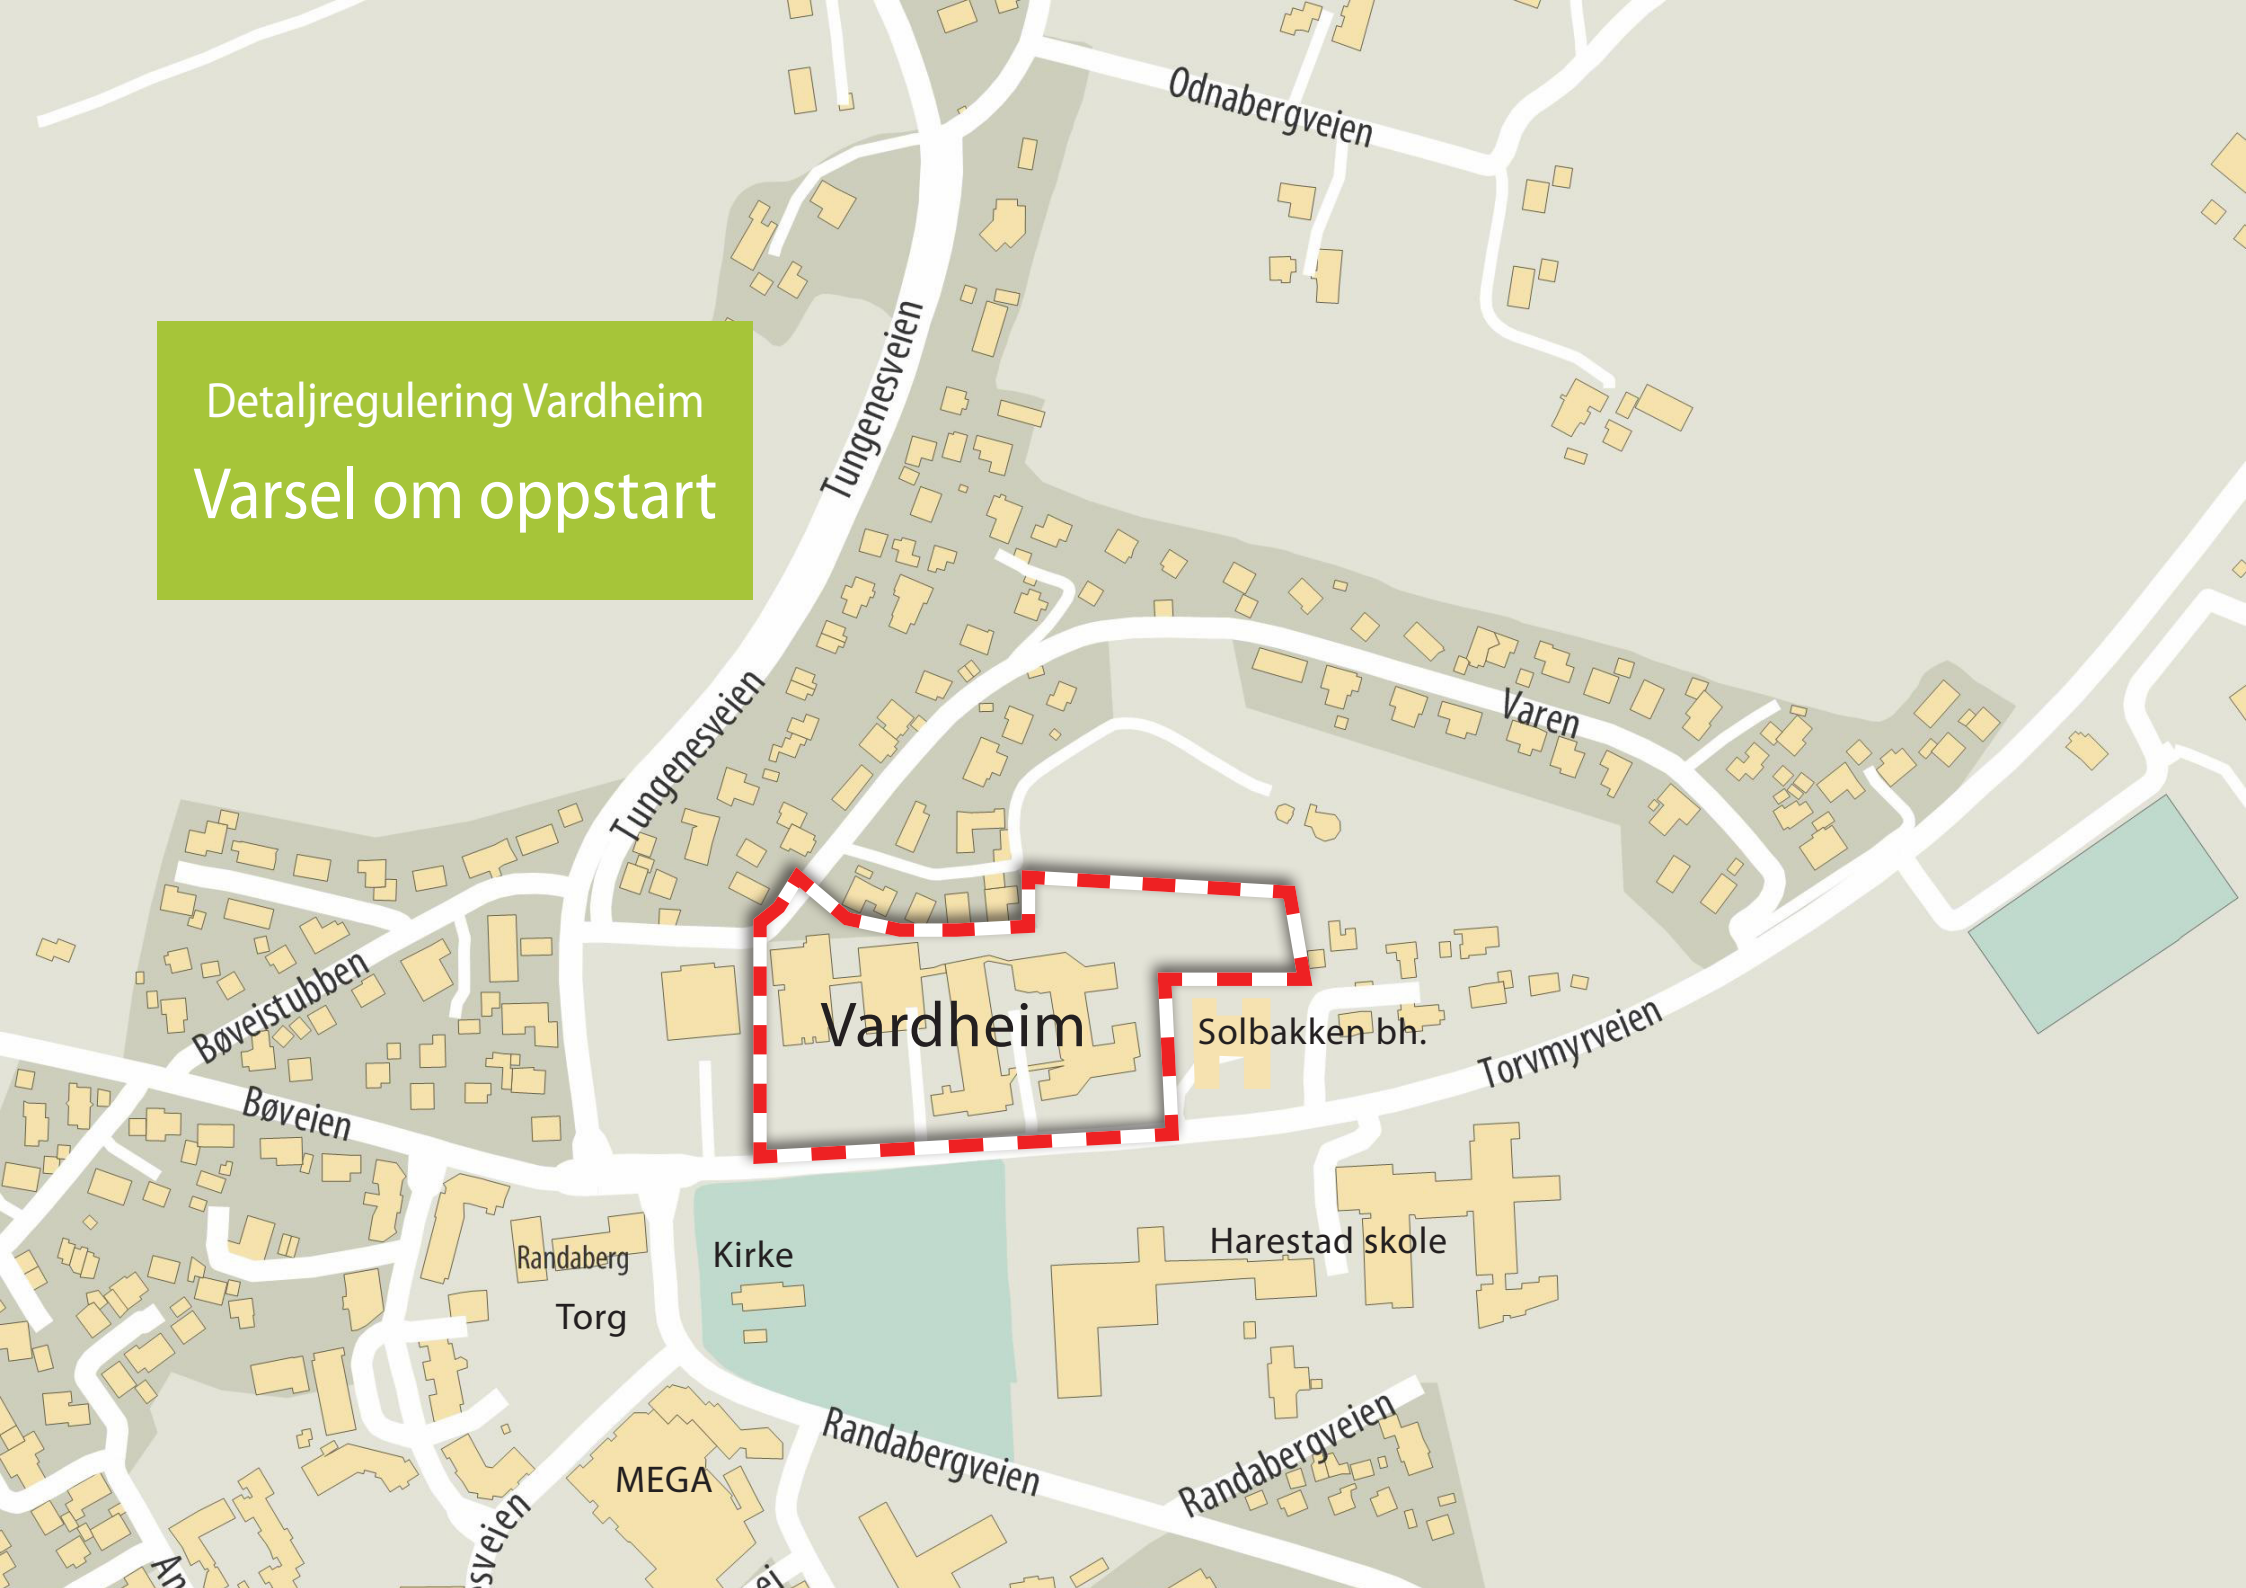 Odnabergveien
Tungenesveien
Detaljregulering Vardheim
Varsel om oppstart
Tungenesveien
Varen
Bøveistubben
Vardheim
Solbakken bh.
Torvmyrveien
Bøveien
Randaberg
Torg
Kirke
Harestad skole
MEGA
Randabergveien
Randabergveien